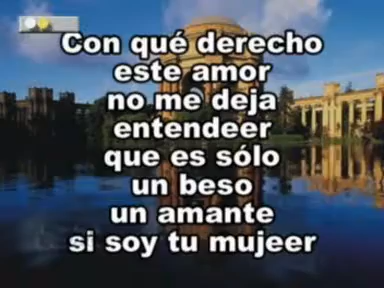 Con qué derecho
este amor
no me deja
entendeer
que es sólo
un beso
un amante
si soy tu mujeer